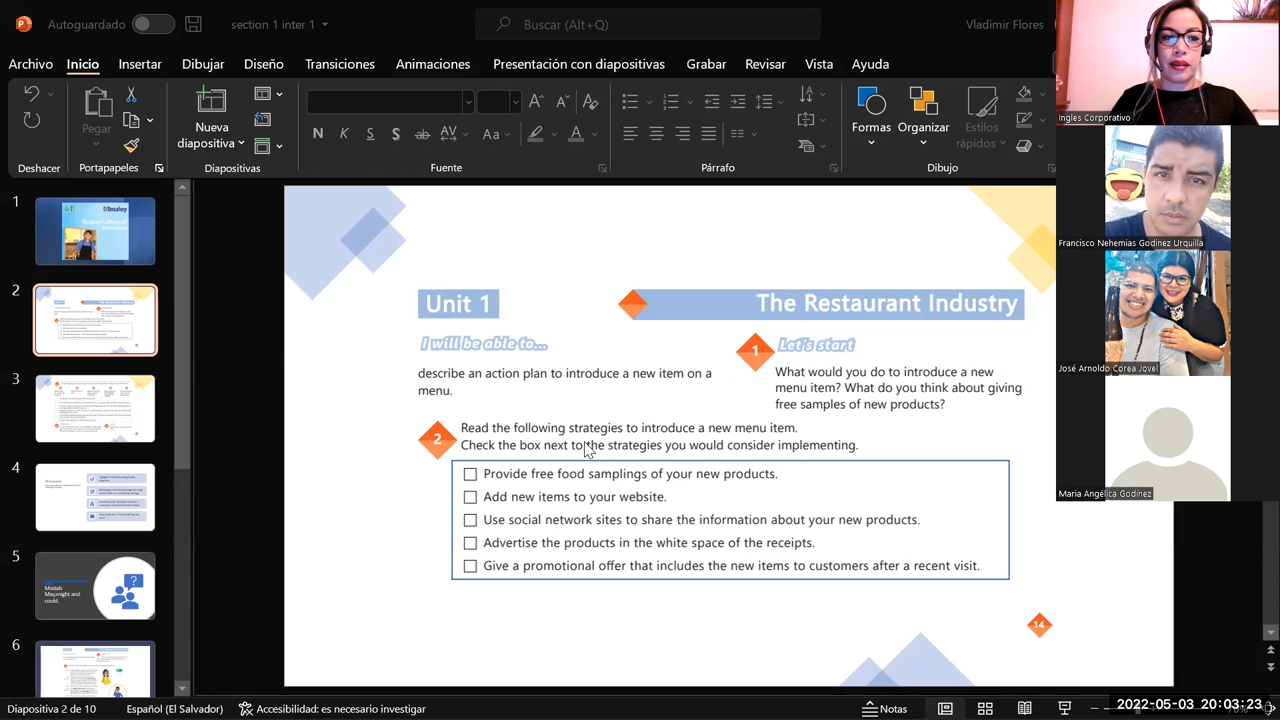 Autoguardado
section 1 inter 1
Buscar (Alt+Q)
Vladimir Flores
Archivo Inicio Insertar Dibujar Diseño Transiciones Animaciones Presentación con diapositivas Grabar Revisar Vista Ayuda
Pegar
Nueva
diapositiva
N K S S ab AV Aa A
Formas
Organizar
Estilos
rápidos
Deshacer Portapapeles Diapositivas Fuente Párrafo Dibujo
Ingles Corporativo
Francisco Nehemias Godinez Urquilla
José Arnoldo Corea Jovel
Maria Angélica Godinez
1
2
3
4
5
Modals
May,might and
could.
6
Unit 1
The restaurant Industry
I will be able to...
describe an action plan to introduce a new item on a
menu.
1
Let's start
What would you do to introduce a new
menu item? What do you think about giving
free samples of new products?
2
Read the following strategies to introduce a new menu item.
Check the box next to the strategies you would consider implementing.
Provide free food samplings of your new products.
Add new items to your website.
Use social network sites to share the information about your new products.
Advertise the products in the white space of the receipts.
Give a promotional offer that includes the new items to customers after a recent visit.
14
Diapositiva 2 de 10
Español (El Salvador)
Accesibilidad: es necesario investigar
Notas
2022-05-03 20:03:23